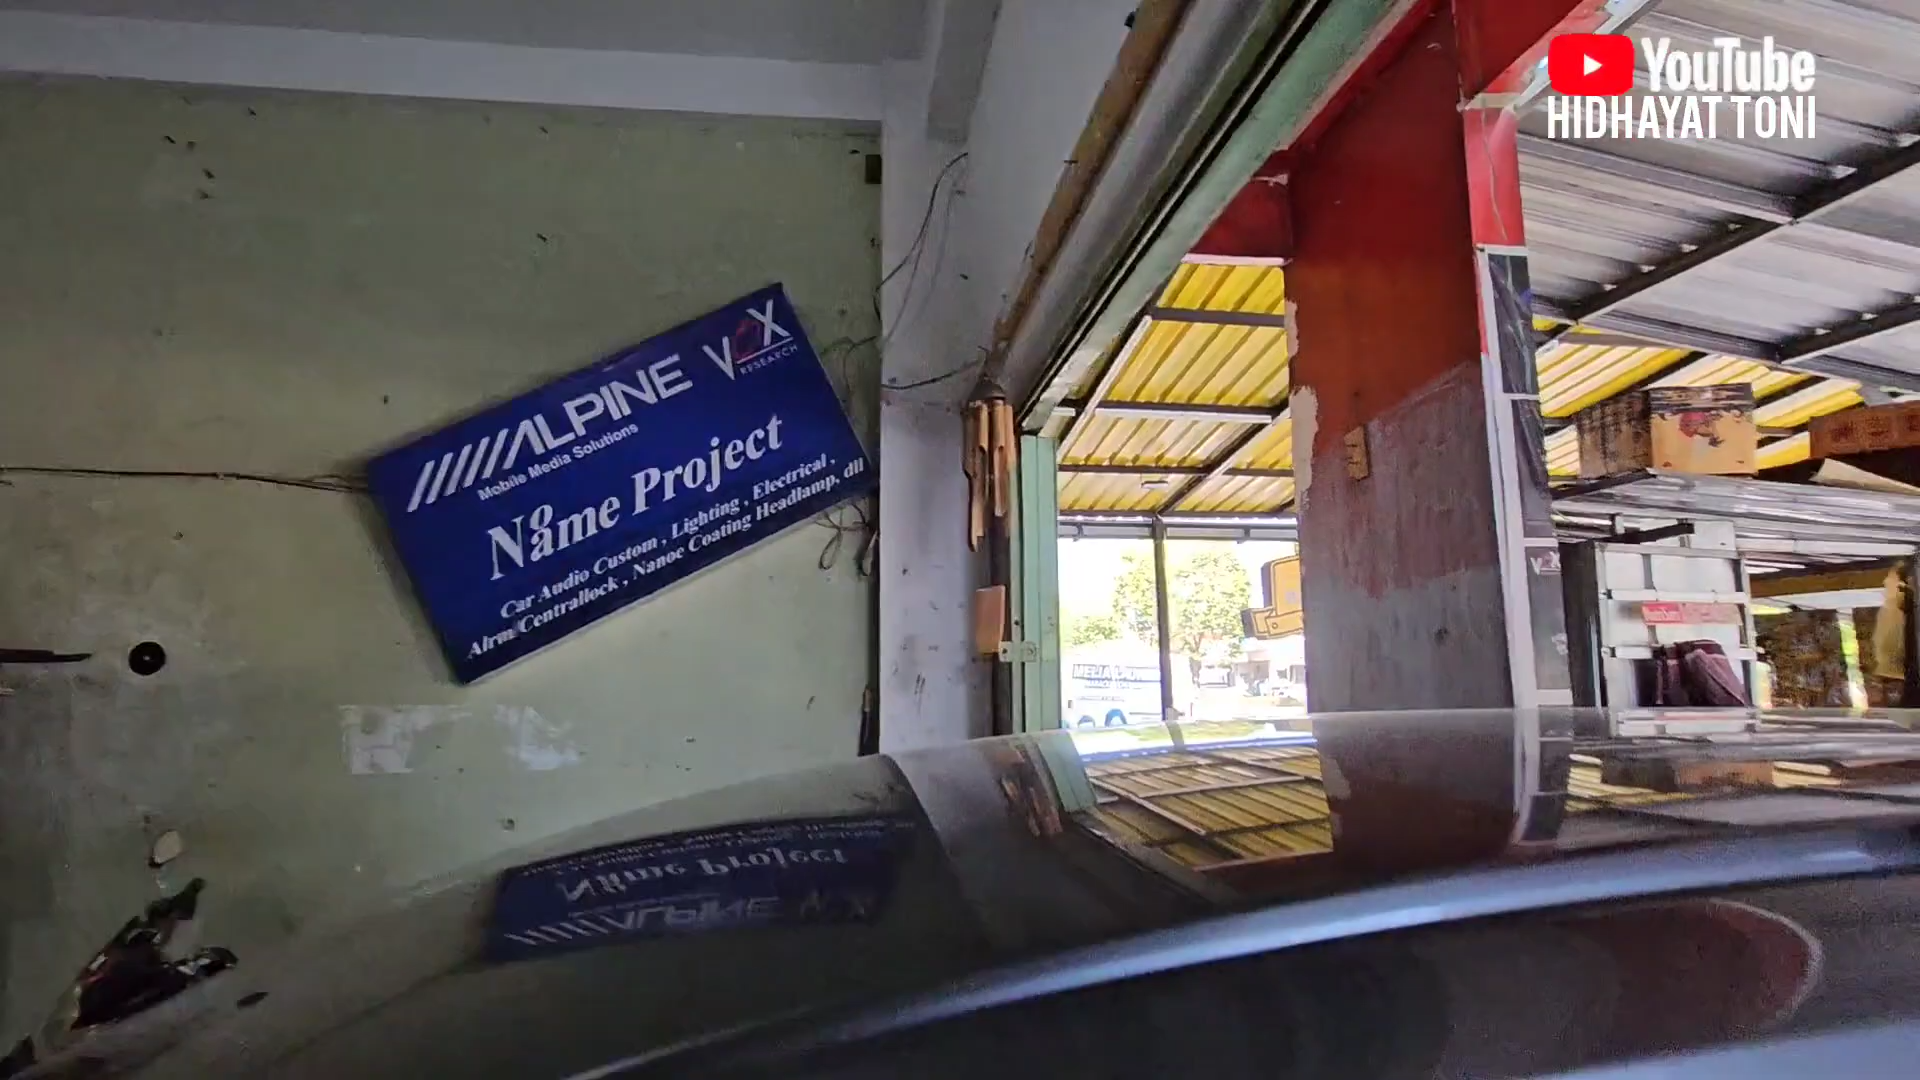 YouTube
HIDHAYAT TONI
ALPINE
Mobile Media Solutions
VOX
RESEARCH
No
Name Project
Car Audio Custom , Lighting , Electrical ,
Alrm/Centrallock , Nanoe Coating Headlamp, dll